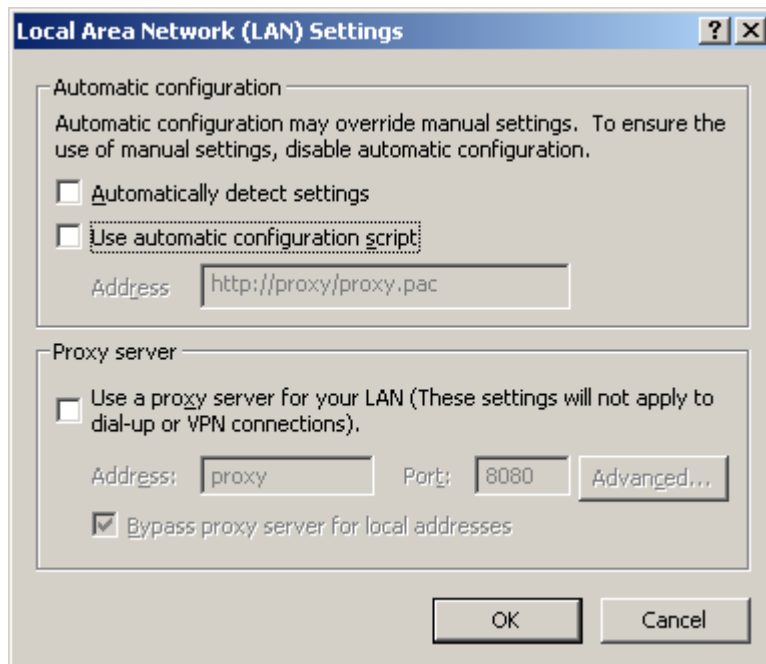 Local Area Network (LAN) Settings
Automatic configuration
Automatic configuration may override manual settings. To ensure the
use of manual settings, disable automatic configuration.
Automatically detect settings
Use automatic configuration script
Address http://proxy/proxy.pac
Proxy server
Use a proxy server for your LAN (These settings will not apply to
dial-up or VPN connections).
Address: proxy Port: 8080 Advanced...
Bypass proxy server for local addresses
OK Cancel